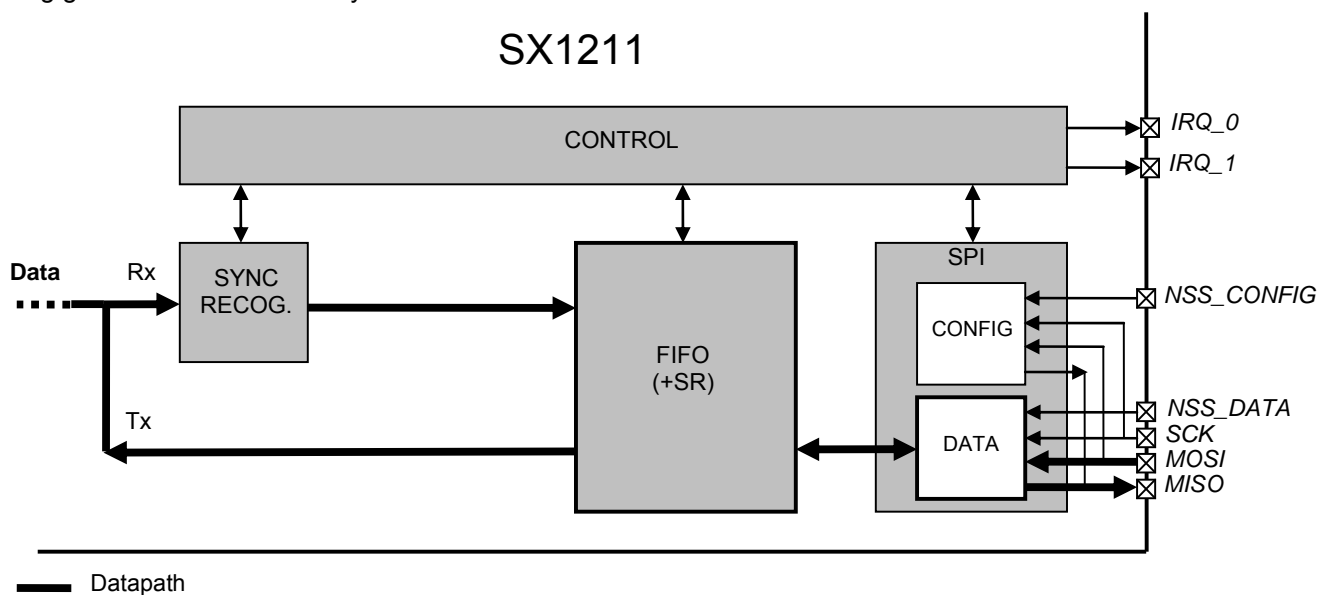 SX1211
CONTROL
IRQ_0
IRQ_1
Data
Rx
SYNC
RECOG.
SPI
NSS_CONFIG
CONFIG
FIFO
(+SR)
Tx
NSS_DATA
DATA
SCK
MOSI
MISO
Datapath